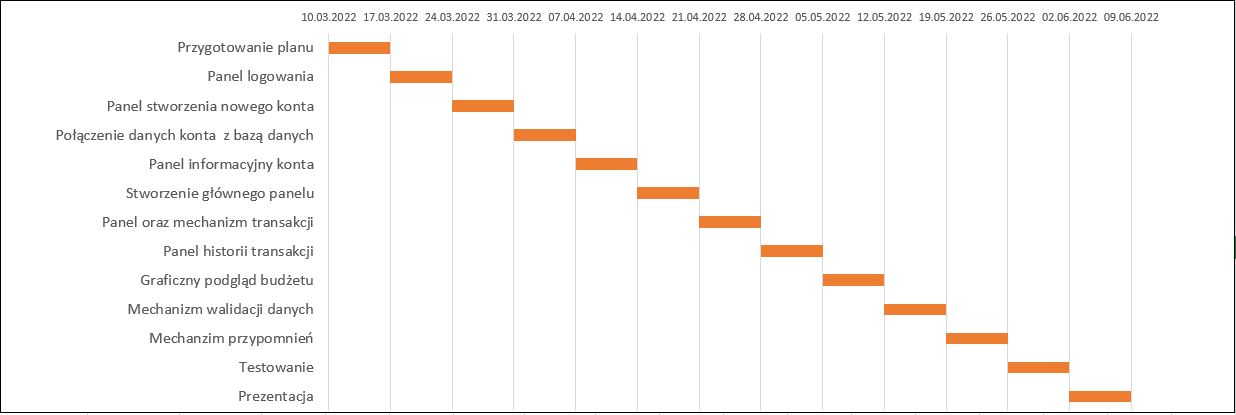 10.03.2022 17.03.2022 24.03.2022 31.03.2022 07.04.2022 14.04.2022 21.04.2022 28.04.2022 05.05.2022 12.05.2022 19.05.2022 26.05.2022 02.06.2022 09.06.2022
Przygotowanie planu
Panel logowania
Panel stworzenia nowego konta
Połączenie danych konta  z bazą danych
Panel informacyjny konta
Stworzenie głównego panelu
Panel oraz mechanizm transakcji
Panel historii transakcji
Graficzny podgląd budżetu
Mechanizm walidacji danych
Mechanzim przypomnień
Testowanie
Prezentacja